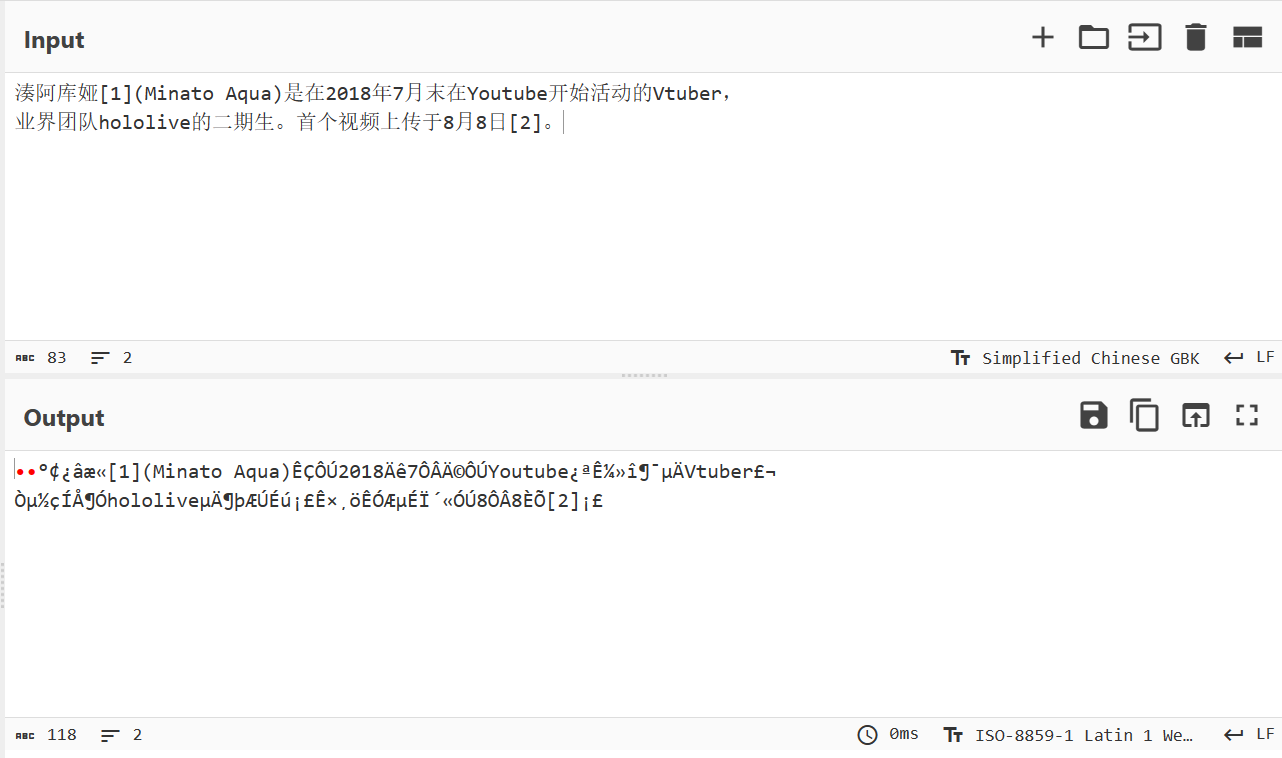 Input
湊阿库娅[1](Minato Aqua)是在2018年7月末在Youtube开始活动的Vtuber，
业界团队hololive的二期生。首个视频上传于8月8日[2]。
ABC 83 2 Simplified Chinese GBK LF
Output
••°¢¿âæ«[1](Minato Aqua)ÊÇÔÚ2018Äê7ÔÂÄ©ÔÚYoutube¿ªÊ¼»î¶¯µÄVtuber£¬
Òµ½çÍÅ¶ÓhololiveµÄ¶þÆÚÉú¡£Ê×¸öÊÓÆµÉÏ´«ÓÚ8ÔÂ8ÈÕ[2]¡£
ABC 118 2 0ms ISO-8859-1 Latin 1 We… LF